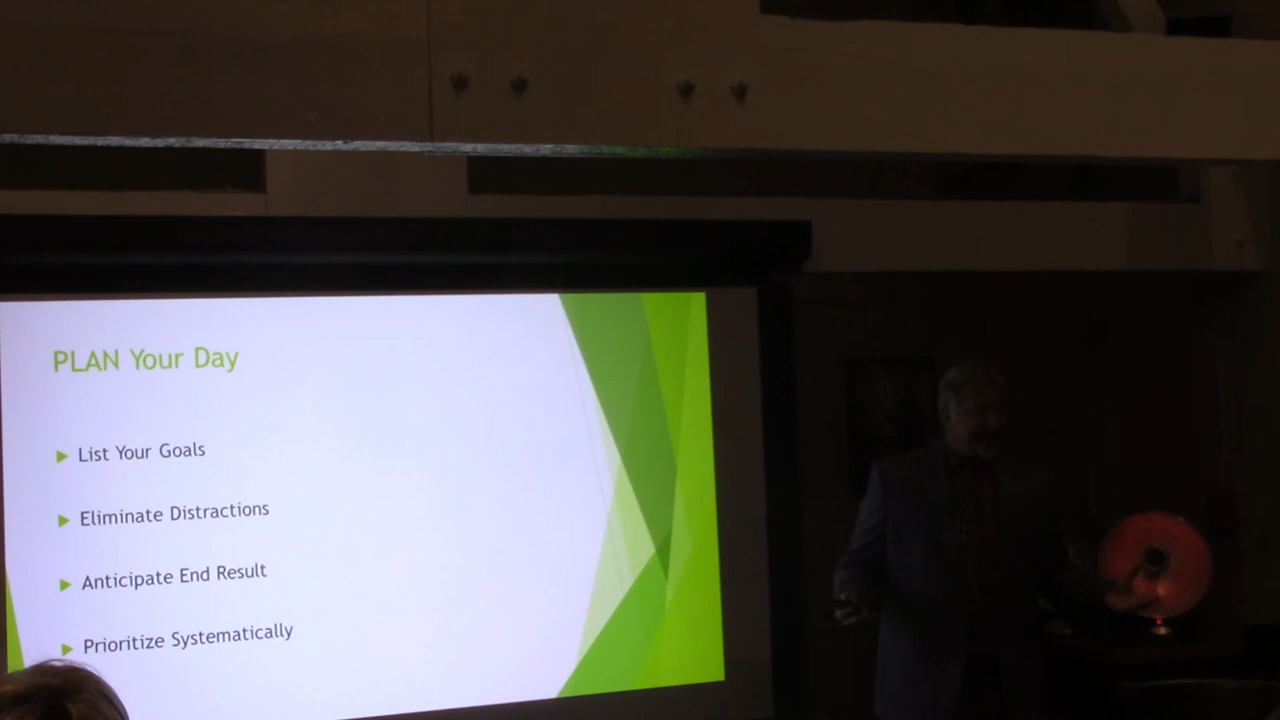 PLAN Your Day
List Your Goals
Eliminate Distractions
Anticipate End Result
Prioritize Systematically